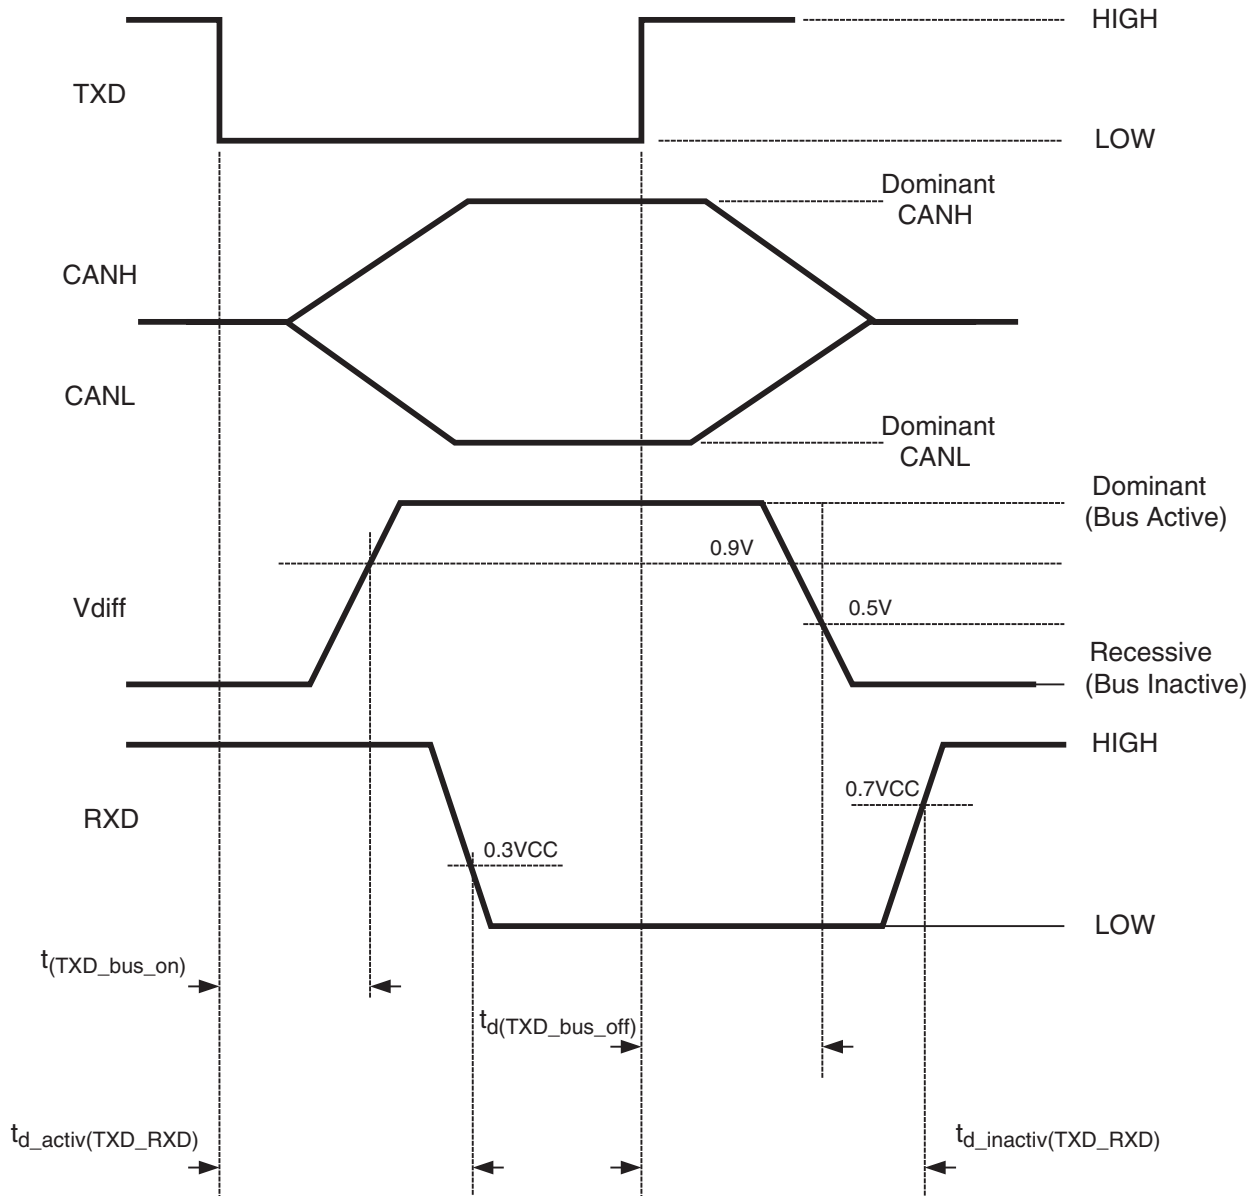 HIGH
TXD
LOW
Dominant
CANH
CANH
CANL
Dominant
CANL
Dominant
(Bus Active)
0.9V
Vdiff
0.5V
Recessive
(Bus Inactive)
HIGH
0.7VCC
RXD
0.3VCC
LOW
t(TXD_bus_on)
td(TXD_bus_off)
td_activ(TXD_RXD)
td_inactiv(TXD_RXD)